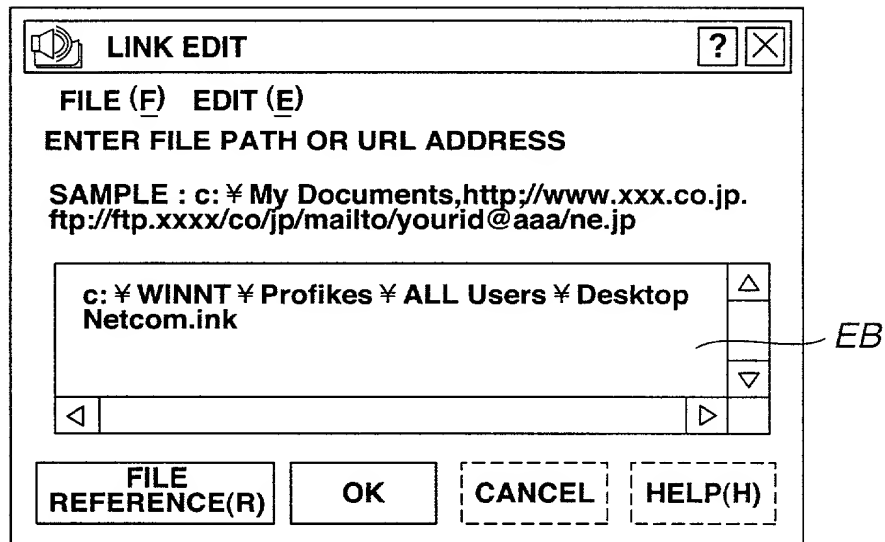 LINK EDIT ?
FILE (F) EDIT (E)
ENTER FILE PATH OR URL ADDRESS
SAMPLE : c: ¥ My Documents,http;//www.xxx.co.jp.
ftp://ftp.xxxx/co/jp/mailto/yourid@aaa/ne.jp
c: ¥ WINNT ¥ Profikes ¥ ALL Users ¥ Desktop
Netcom.ink
EB
FILE
REFERENCE(R)
OK
CANCEL
HELP(H)